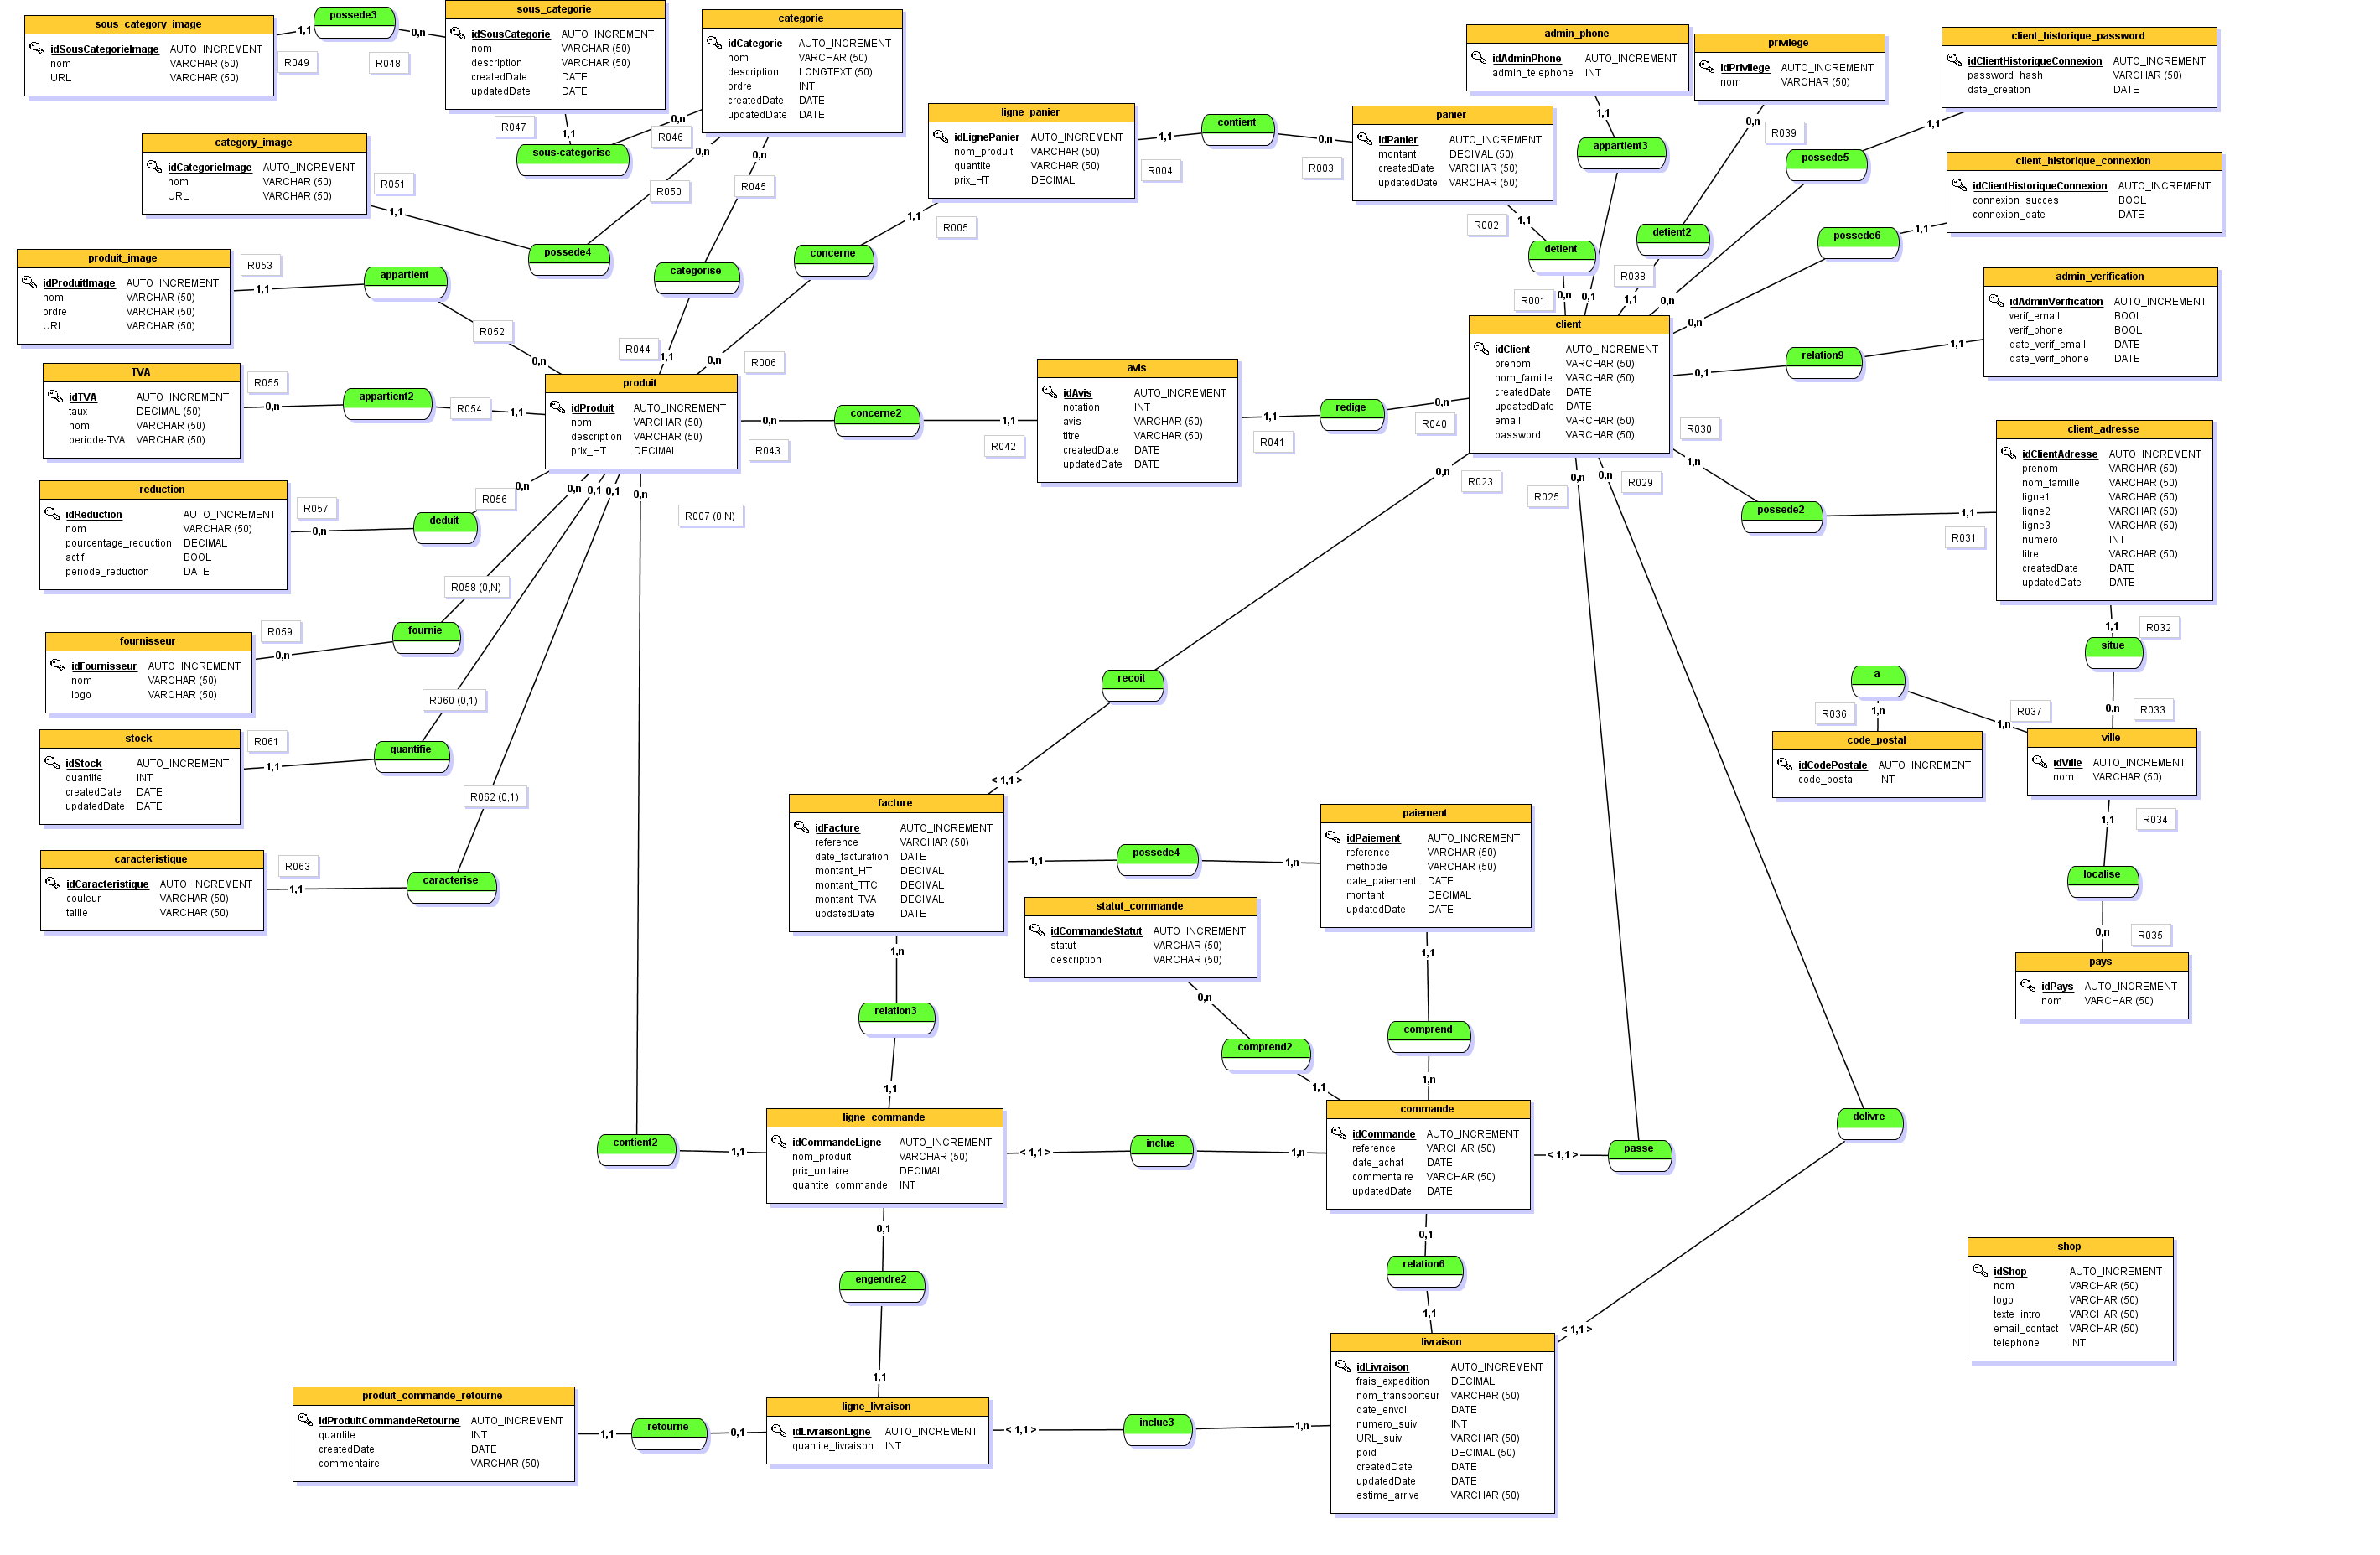 sous_category_image
idSousCategorieImage AUTO_INCREMENT
nom VARCHAR (50)
URL VARCHAR (50)
1,1
R049
possede3
0,n
R048
sous_categorie
idSousCategorie AUTO_INCREMENT
nom VARCHAR (50)
description VARCHAR (50)
createdDate DATE
updatedDate DATE
R047
1,1
sous-categorise
0,n
R046
categorie
idCategorie AUTO_INCREMENT
nom VARCHAR (50)
description LONGTEXT (50)
ordre INT
createdDate DATE
updatedDate DATE
category_image
idCategorieImage AUTO_INCREMENT
nom VARCHAR (50)
URL VARCHAR (50)
R051
1,1
possede4
R050
0,n
0,n
R045
categorise
R044
1,1
ligne_panier
idLignePanier AUTO_INCREMENT
nom_produit VARCHAR (50)
quantite VARCHAR (50)
prix_HT DECIMAL
1,1
R004
contient
0,n
R003
panier
idPanier AUTO_INCREMENT
montant DECIMAL (50)
createdDate VARCHAR (50)
updatedDate VARCHAR (50)
1,1
R005
concerne
0,n
R006
R002
1,1
detient
R001
0,n
admin_phone
idAdminPhone AUTO_INCREMENT
admin_telephone INT
1,1
appartient3
0,1
privilege
idPrivilege AUTO_INCREMENT
nom VARCHAR (50)
0,n
R039
detient2
R038
1,1
client_historique_password
idClientHistoriqueConnexion AUTO_INCREMENT
password_hash VARCHAR (50)
date_creation DATE
1,1
possede5
0,n
client_historique_connexion
idClientHistoriqueConnexion AUTO_INCREMENT
connexion_succes BOOL
connexion_date DATE
1,1
possede6
0,n
admin_verification
idAdminVerification AUTO_INCREMENT
verif_email BOOL
verif_phone BOOL
date_verif_email DATE
date_verif_phone DATE
1,1
relation9
0,1
produit_image
idProduitImage AUTO_INCREMENT
nom VARCHAR (50)
ordre VARCHAR (50)
URL VARCHAR (50)
R053
1,1
appartient
R052
0,n
TVA
idTVA AUTO_INCREMENT
taux DECIMAL (50)
nom VARCHAR (50)
periode-TVA VARCHAR (50)
R055
0,n
appartient2
R054
1,1
produit
idProduit AUTO_INCREMENT
nom VARCHAR (50)
description VARCHAR (50)
prix_HT DECIMAL
0,n
R043
concerne2
1,1
R042
avis
idAvis AUTO_INCREMENT
notation INT
avis VARCHAR (50)
titre VARCHAR (50)
createdDate DATE
updatedDate DATE
1,1
R041
redige
0,n
R040
client
idClient AUTO_INCREMENT
prenom VARCHAR (50)
nom_famille VARCHAR (50)
createdDate DATE
updatedDate DATE
email VARCHAR (50)
password VARCHAR (50)
R030
1,n
possede2
1,1
R031
client_adresse
idClientAdresse AUTO_INCREMENT
prenom VARCHAR (50)
nom_famille VARCHAR (50)
ligne1 VARCHAR (50)
ligne2 VARCHAR (50)
ligne3 VARCHAR (50)
numero INT
titre VARCHAR (50)
createdDate DATE
updatedDate DATE
reduction
idReduction AUTO_INCREMENT
nom VARCHAR (50)
pourcentage_reduction DECIMAL
actif BOOL
periode_reduction DATE
R057
0,n
deduit
R056
0,n
0,n
0,1
0,1
0,n
R007 (0,N)
0,n
R023
R025
0,n
0,n
R029
fournisseur
idFournisseur AUTO_INCREMENT
nom VARCHAR (50)
logo VARCHAR (50)
R059
0,n
fournie
R058 (0,N)
stock
idStock AUTO_INCREMENT
quantite INT
createdDate DATE
updatedDate DATE
R061
1,1
quantifie
R060 (0,1)
caracteristique
idCaracteristique AUTO_INCREMENT
couleur VARCHAR (50)
taille VARCHAR (50)
R063
1,1
caracterise
R062 (0,1)
recoit
< 1,1 >
1,1
R032
situe
0,n
R033
a
R036
1,n
R037
1,n
code_postal
idCodePostale AUTO_INCREMENT
code_postal INT
ville
idVille AUTO_INCREMENT
nom VARCHAR (50)
1,1
R034
localise
0,n
R035
pays
idPays AUTO_INCREMENT
nom VARCHAR (50)
facture
idFacture AUTO_INCREMENT
reference VARCHAR (50)
date_facturation DATE
montant_HT DECIMAL
montant_TTC DECIMAL
montant_TVA DECIMAL
updatedDate DATE
1,1
possede4
1,n
paiement
idPaiement AUTO_INCREMENT
reference VARCHAR (50)
methode VARCHAR (50)
date_paiement DATE
montant DECIMAL
updatedDate DATE
statut_commande
idCommandeStatut AUTO_INCREMENT
statut VARCHAR (50)
description VARCHAR (50)
1,n
relation3
1,1
0,n
comprend2
1,1
1,1
comprend
1,n
contient2
1,1
ligne_commande
idCommandeLigne AUTO_INCREMENT
nom_produit VARCHAR (50)
prix_unitaire DECIMAL
quantite_commande INT
< 1,1 >
inclue
1,n
commande
idCommande AUTO_INCREMENT
reference VARCHAR (50)
date_achat DATE
commentaire VARCHAR (50)
updatedDate DATE
< 1,1 >
passe
delivre
0,1
engendre2
1,1
0,1
relation6
1,1
< 1,1 >
shop
idShop AUTO_INCREMENT
nom VARCHAR (50)
logo VARCHAR (50)
texte_intro VARCHAR (50)
email_contact VARCHAR (50)
telephone INT
produit_commande_retourne
idProduitCommandeRetourne AUTO_INCREMENT
quantite INT
createdDate DATE
commentaire VARCHAR (50)
1,1
retourne
0,1
ligne_livraison
idLivraisonLigne AUTO_INCREMENT
quantite_livraison INT
< 1,1 >
inclue3
1,n
livraison
idLivraison AUTO_INCREMENT
frais_expedition DECIMAL
nom_transporteur VARCHAR (50)
date_envoi DATE
numero_suivi INT
URL_suivi VARCHAR (50)
poid DECIMAL (50)
createdDate DATE
updatedDate DATE
estime_arrive VARCHAR (50)